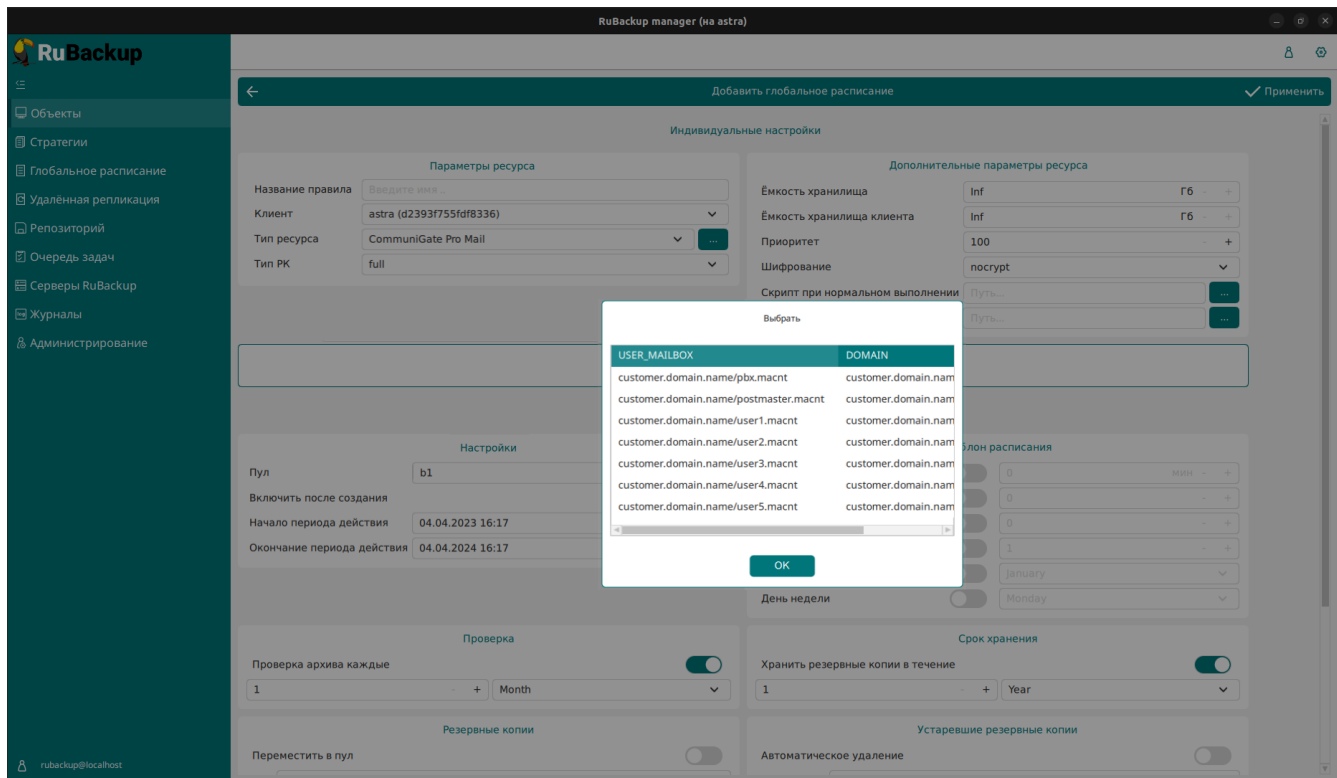 RuBackup manager (на astra)
RuBackup
Добавить глобальное расписание
Применить
Объекты
Стратегии
Глобальное расписание
Удалённая репликация
Репозиторий
Очередь задач
Серверы RuBackup
Журналы
Администрирование
rubackup@localhost
Индивидуальные настройки
Параметры ресурса
Название правила Введите имя...
Клиент astra (d2393f755fdf8336)
Тип ресурса CommuniGate Pro Mail ...
Тип РК full
Дополнительные параметры ресурса
Ёмкость хранилища Inf Гб - +
Ёмкость хранилища клиента Inf Гб - +
Приоритет 100 - +
Шифрование nocrypt
Скрипт при нормальном выполнении Путь... ...
Путь... ...
Выбрать
USER_MAILBOX DOMAIN
customer.domain.name/pbx.macnt customer.domain.nam
customer.domain.name/postmaster.macnt customer.domain.nam
customer.domain.name/user1.macnt customer.domain.nam
customer.domain.name/user2.macnt customer.domain.nam
customer.domain.name/user3.macnt customer.domain.nam
customer.domain.name/user4.macnt customer.domain.nam
customer.domain.name/user5.macnt customer.domain.nam
OK
Настройки
Пул b1
Включить после создания
Начало периода действия 04.04.2023 16:17
Окончание периода действия 04.04.2024 16:17
расписания
0 мин - +
0 - +
0 - +
1 - +
January
День недели Monday
Проверка
Проверка архива каждые
1 - + Month
Срок хранения
Хранить резервные копии в течение
1 - + Year
Резервные копии
Переместить в пул
Устаревшие резервные копии
Автоматическое удаление